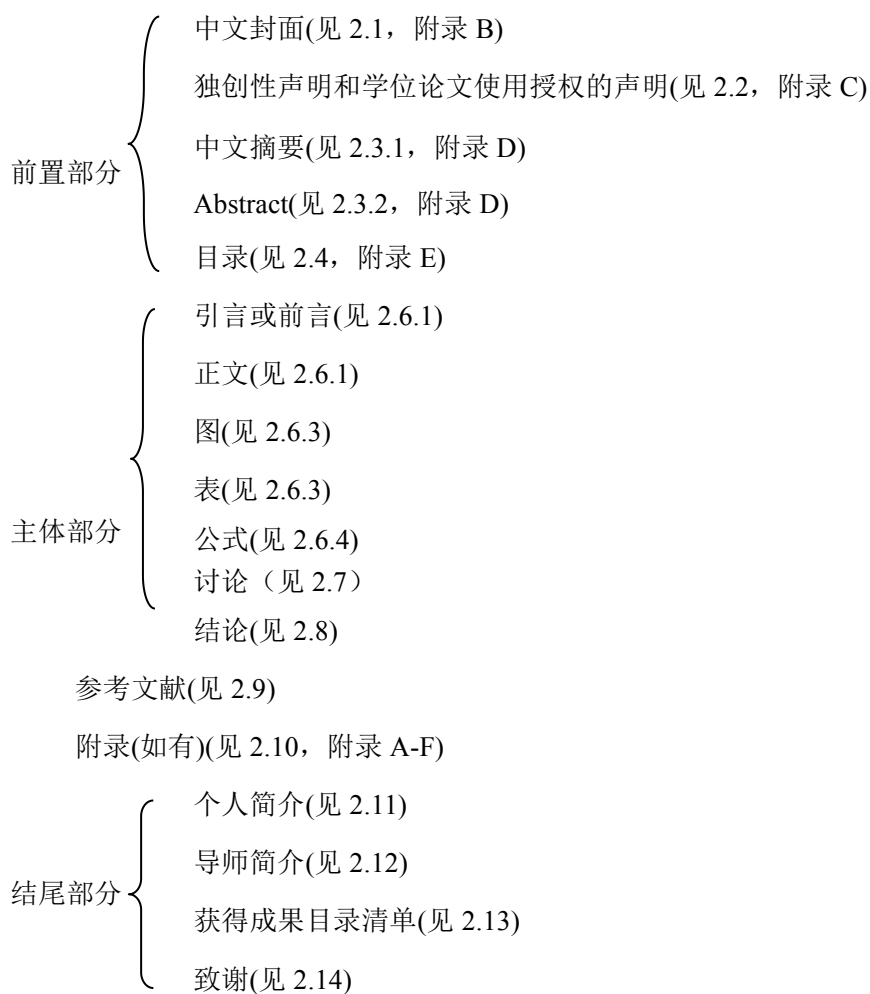 中文封面(见 2.1，附录 B)
独创性声明和学位论文使用授权的声明(见 2.2，附录 C)
中文摘要(见 2.3.1，附录 D)
前置部分
Abstract(见 2.3.2，附录 D)
目录(见 2.4，附录 E)
引言或前言(见 2.6.1)
正文(见 2.6.1)
图(见 2.6.3)
表(见 2.6.3)
主体部分
公式(见 2.6.4)
讨论（见 2.7）
结论(见 2.8)
参考文献(见 2.9)
附录(如有)(见 2.10，附录 A-F)
个人简介(见 2.11)
导师简介(见 2.12)
结尾部分
获得成果目录清单(见 2.13)
致谢(见 2.14)